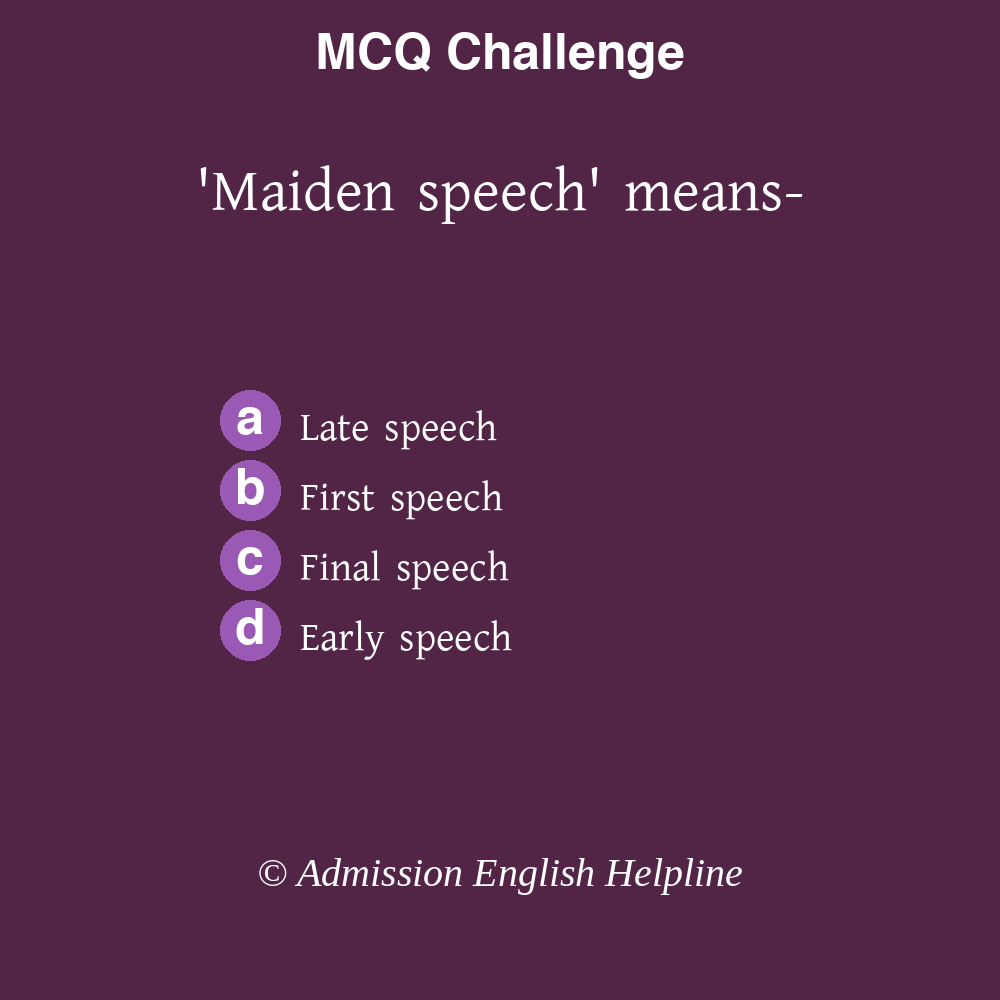 MCQ Challenge
'Maiden speech' means-
a Late speech
b First speech
c Final speech
d Early speech
© Admission English Helpline